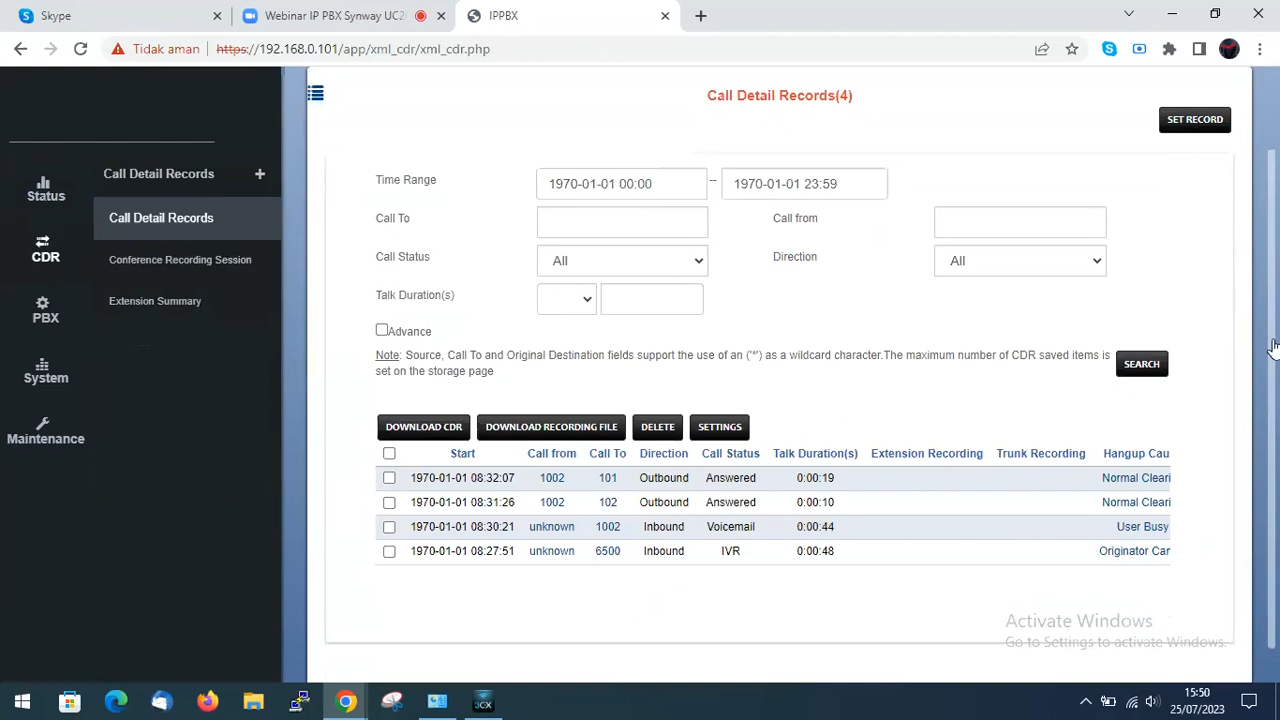 Skype
Webinar IP PBX Synway UC2
IPPBX
Tidak aman
https://192.168.0.101/app/xml_cdr/xml_cdr.php
Call Detail Records(4)
SET RECORD
Status
CDR
PBX
System
Maintenance
Call Detail Records +
Call Detail Records
Conference Recording Session
Extension Summary
Time Range 1970-01-01 00:00 – 1970-01-01 23:59
Call To Call from
Call Status All Direction All
Talk Duration(s)
Advance
Note: Source, Call To and Original Destination fields support the use of an ("*") as a wildcard character.The maximum number of CDR saved items is
set on the storage page
SEARCH
DOWNLOAD CDR DOWNLOAD RECORDING FILE DELETE SETTINGS
Start Call from Call To Direction Call Status Talk Duration(s) Extension Recording Trunk Recording Hangup Cau
1970-01-01 08:32:07 1002 101 Outbound Answered 0:00:19 Normal Cleari
1970-01-01 08:31:26 1002 102 Outbound Answered 0:00:10 Normal Cleari
1970-01-01 08:30:21 unknown 1002 Inbound Voicemail 0:00:44 User Busy
1970-01-01 08:27:51 unknown 6500 Inbound IVR 0:00:48 Originator Can
Activate Windows
Go to Settings to activate Windows.
3CX
15:50
25/07/2023